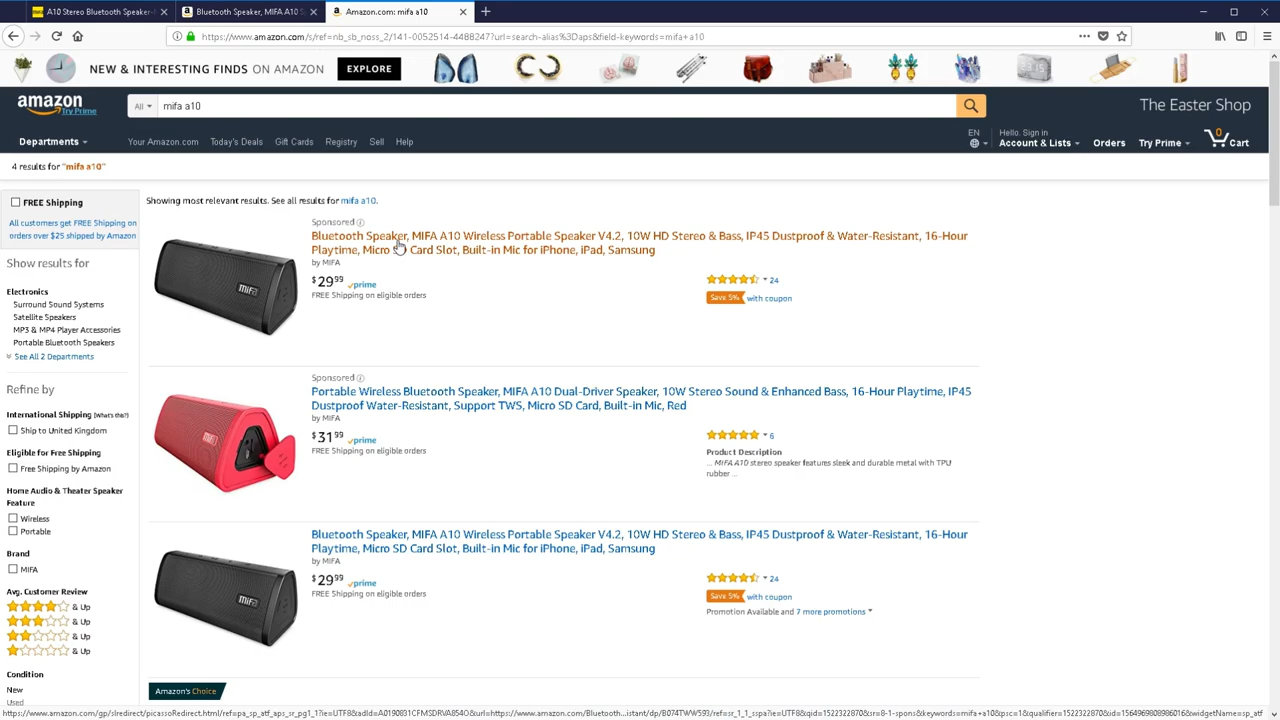 A10 Stereo Bluetooth Speaker-
Bluetooth Speaker, MIFA A10 S
Amazon.com: mifa a10
https://www.amazon.com/s/ref=nb_sb_noss_2/141-0052514-4488247?url=search-alias%3Daps&field-keywords=mifa+a10
NEW & INTERESTING FINDS ON AMAZON
EXPLORE
amazon
Try Prime
All
mifa a10
The Easter Shop
Departments
Your Amazon.com
Today's Deals
Gift Cards
Registry
Sell
Help
EN
Hello. Sign in
Account & Lists
Orders
Try Prime
0
Cart
4 results for "mifa a10"
FREE Shipping
All customers get FREE Shipping on
orders over $25 shipped by Amazon
Show results for
Electronics
Surround Sound Systems
Satellite Speakers
MP3 & MP4 Player Accessories
Portable Bluetooth Speakers
See All 2 Departments
Refine by
International Shipping (What's this?)
Ship to United Kingdom
Eligible for Free Shipping
Free Shipping by Amazon
Home Audio & Theater Speaker
Feature
Wireless
Portable
Brand
MIFA
Avg. Customer Review
& Up
& Up
& Up
& Up
Condition
New
Used
Showing most relevant results. See all results for mifa a10.
Sponsored
Bluetooth Speaker, MIFA A10 Wireless Portable Speaker V4.2, 10W HD Stereo & Bass, IP45 Dustproof & Water-Resistant, 16-Hour
Playtime, Micro SD Card Slot, Built-in Mic for iPhone, iPad, Samsung
by MIFA
$29.99 prime
FREE Shipping on eligible orders
24
Save 5% with coupon
mifa
Sponsored
Portable Wireless Bluetooth Speaker, MIFA A10 Dual-Driver Speaker, 10W Stereo Sound & Enhanced Bass, 16-Hour Playtime, IP45
Dustproof Water-Resistant, Support TWS, Micro SD Card, Built-in Mic, Red
by MIFA
$31.99 prime
FREE Shipping on eligible orders
6
Product Description
... MIFA A10 stereo speaker features sleek and durable metal with TPU
rubber ...
mifa
Bluetooth Speaker, MIFA A10 Wireless Portable Speaker V4.2, 10W HD Stereo & Bass, IP45 Dustproof & Water-Resistant, 16-Hour
Playtime, Micro SD Card Slot, Built-in Mic for iPhone, iPad, Samsung
by MIFA
$29.99 prime
FREE Shipping on eligible orders
24
Save 5% with coupon
Promotion Available and 7 more promotions
mifa
Amazon's Choice